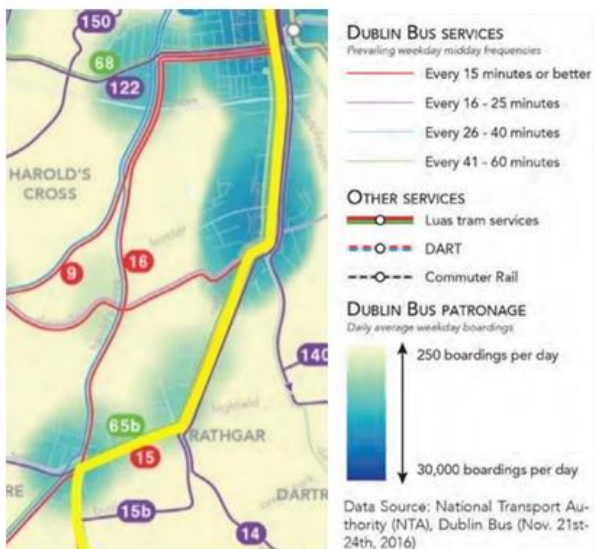 150
68
122
HAROLD'S
CROSS
9
16
140
65b
RATHGAR
15
RE
15b
DARTR
14
DUBLIN BUS SERVICES
Prevailing weekday midday frequencies
Every 15 minutes or better
Every 16 - 25 minutes
Every 26 - 40 minutes
Every 41 - 60 minutes
OTHER SERVICES
Luas tram services
DART
Commuter Rail
DUBLIN BUS PATRONAGE
Daily average weekday boardings
250 boardings per day
30,000 boardings per day
Data Source: National Transport Au-
thority (NTA), Dublin Bus (Nov. 21st-
24th, 2016)